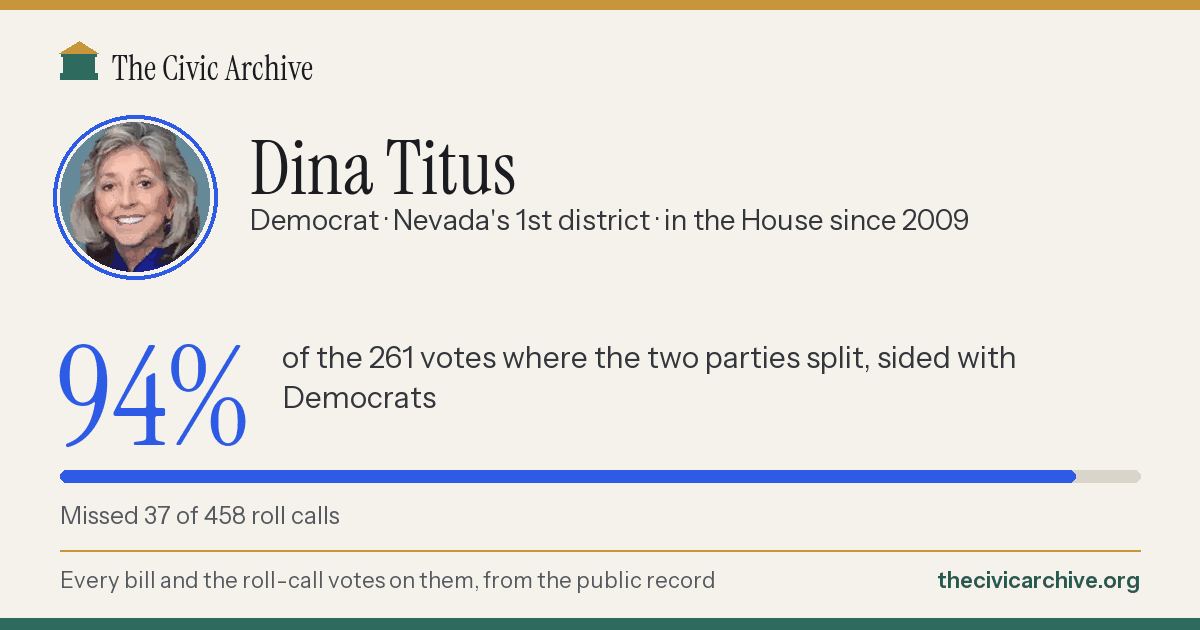 The Civic Archive
Dina Titus
Democrat · Nevada's 1st district · in the House since 2009
94%
of the 261 votes where the two parties split, sided with
Democrats
Missed 37 of 458 roll calls
Every bill and the roll-call votes on them, from the public record
thecivicarchive.org